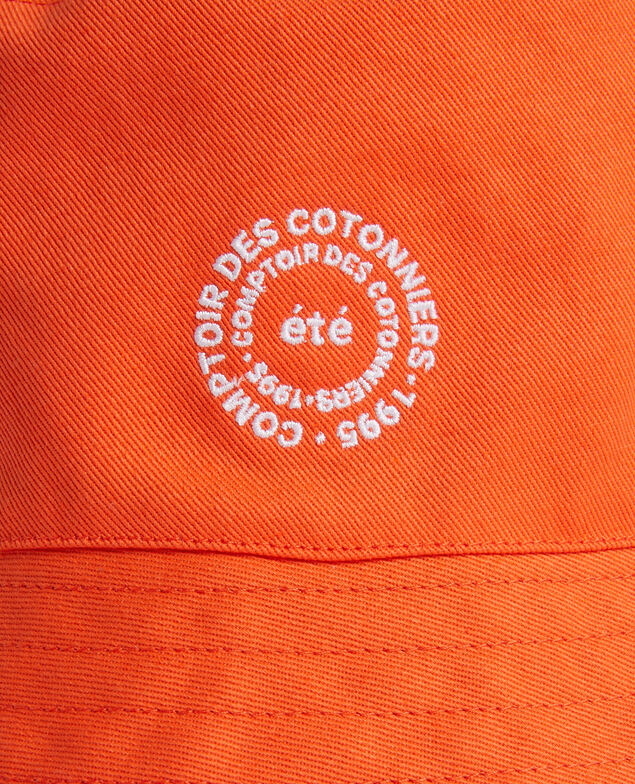 COMPTOIR DES COTONNIERS · 1995 ·
COMPTOIR DES COTONNIERS · 1995 ·
été